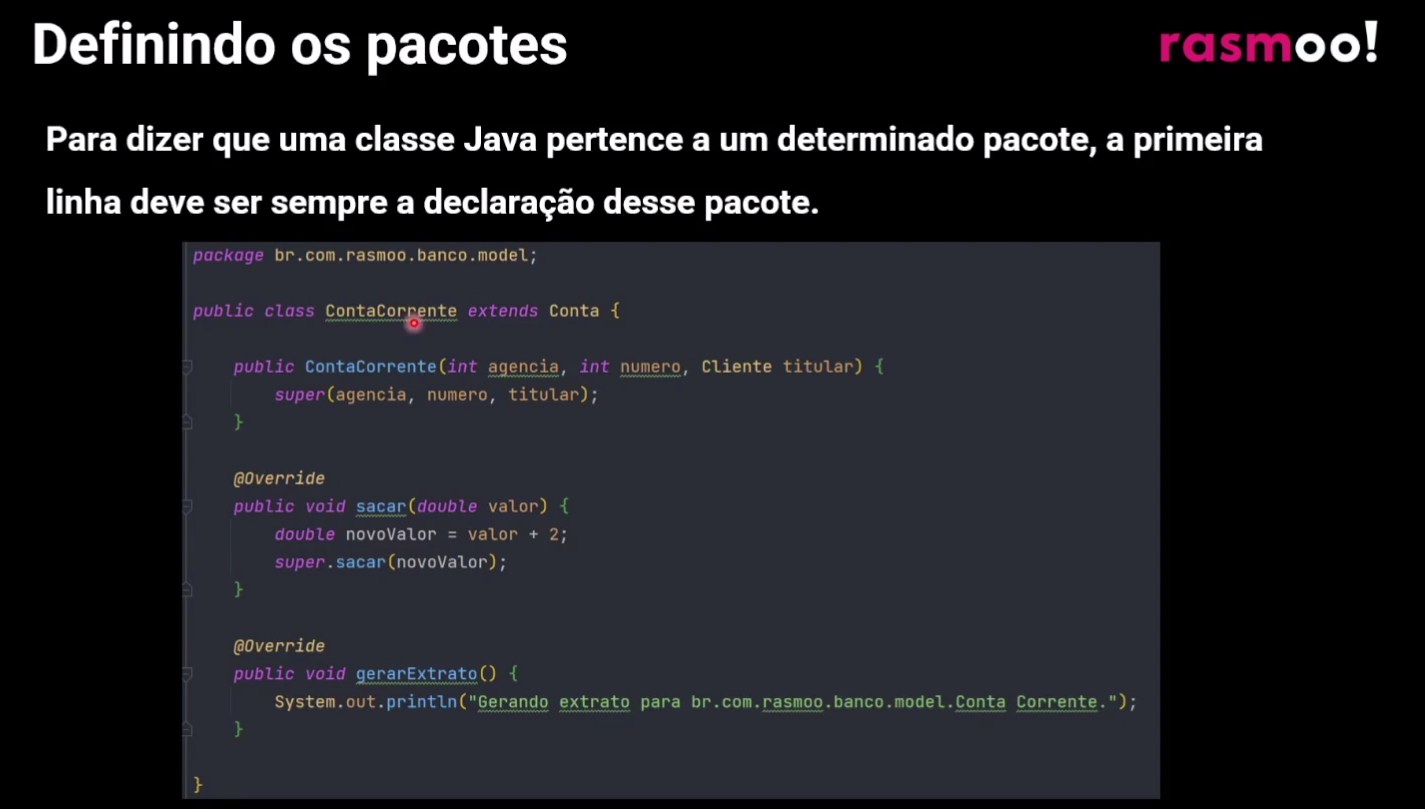 Definindo os pacotes
rasmoo!
Para dizer que uma classe Java pertence a um determinado pacote, a primeira
linha deve ser sempre a declaração desse pacote.
package br.com.rasmoo.banco.model;
public class ContaCorrente extends Conta {
public ContaCorrente(int agencia, int numero, Cliente titular) {
super(agencia, numero, titular);
}
@Override
public void sacar(double valor) {
double novoValor = valor + 2;
super.sacar(novoValor);
}
@Override
public void gerarExtrato() {
System.out.println("Gerando extrato para br.com.rasmoo.banco.model.Conta Corrente.");
}
}